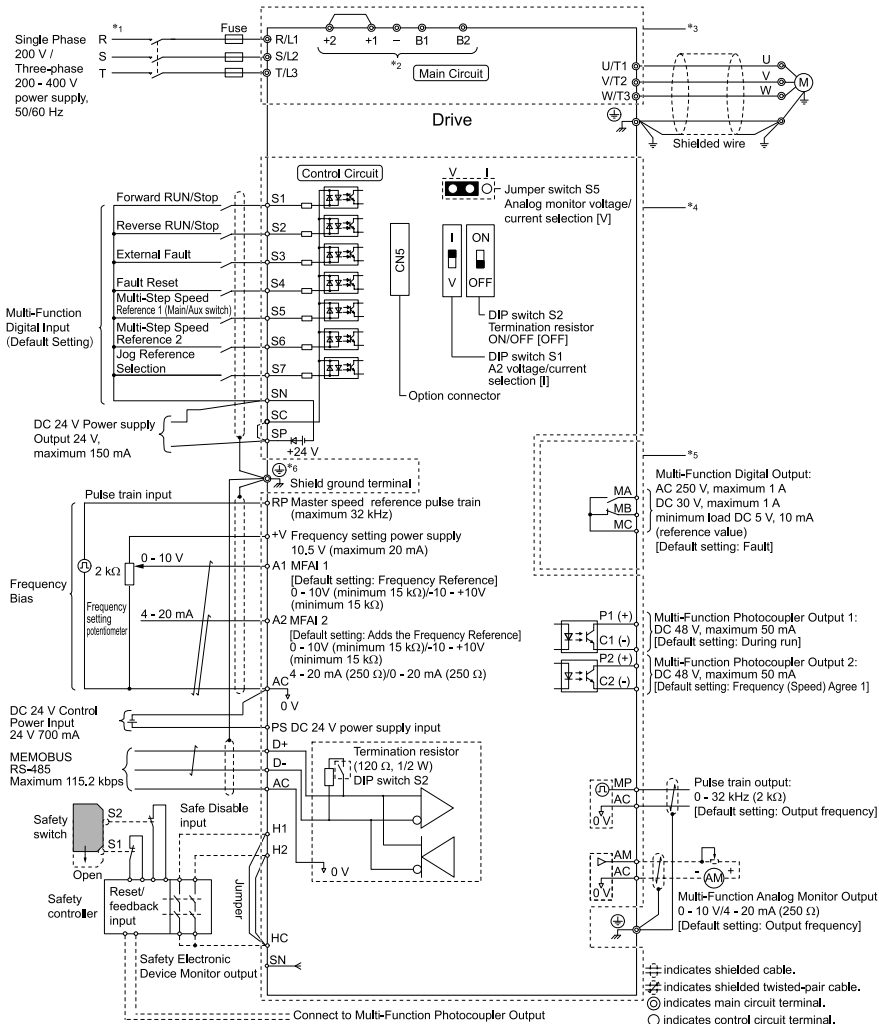 *1
Fuse
Single Phase
200 V /
Three-phase
200 - 400 V
power supply,
50/60 Hz
R
S
T
R/L1
S/L2
T/L3
+2
+1
−
B1
B2
*2
Main Circuit
*3
U/T1
V/T2
W/T3
U
V
W
M
Drive
Shielded wire
Control Circuit
V I
Jumper switch S5
Analog monitor voltage/
current selection [V]
*4
Multi-Function
Digital Input
(Default Setting)
Forward RUN/Stop
S1
Reverse RUN/Stop
S2
External Fault
S3
Fault Reset
S4
Multi-Step Speed
Reference 1 (Main/Aux switch)
S5
Multi-Step Speed
Reference 2
S6
Jog Reference
Selection
S7
SN
SC
SP
+24 V
CN5
I
V
ON
OFF
DIP switch S2
Termination resistor
ON/OFF [OFF]
DIP switch S1
A2 voltage/current
selection [I]
Option connector
DC 24 V Power supply
Output 24 V,
maximum 150 mA
*6
Shield ground terminal
*5
MA
MB
MC
Multi-Function Digital Output:
AC 250 V, maximum 1 A
DC 30 V, maximum 1 A
minimum load DC 5 V, 10 mA
(reference value)
[Default setting: Fault]
Frequency
Bias
Pulse train input
RP Master speed reference pulse train
(maximum 32 kHz)
+V Frequency setting power supply
10.5 V (maximum 20 mA)
2 kΩ
0 - 10 V
A1 MFAI 1
[Default setting: Frequency Reference]
0 - 10V (minimum 15 kΩ)/-10 - +10V
(minimum 15 kΩ)
Frequency
setting
potentiometer
4 - 20 mA
A2 MFAI 2
[Default setting: Adds the Frequency Reference]
0 - 10V (minimum 15 kΩ)/-10 - +10V
(minimum 15 kΩ)
4 - 20 mA (250 Ω)/0 - 20 mA (250 Ω)
AC
0 V
P1 (+)
C1 (-)
P2 (+)
C2 (-)
Multi-Function Photocoupler Output 1:
DC 48 V, maximum 50 mA
[Default setting: During run]
Multi-Function Photocoupler Output 2:
DC 48 V, maximum 50 mA
[Default setting: Frequency (Speed) Agree 1]
DC 24 V Control
Power Input
24 V 700 mA
PS DC 24 V power supply input
MEMOBUS
RS-485
Maximum 115.2 kbps
D+
D-
AC
Termination resistor
(120 Ω, 1/2 W)
DIP switch S2
0 V
MP
AC
0 V
Pulse train output:
0 - 32 kHz (2 kΩ)
[Default setting: Output frequency]
Safety
switch
S2
S1
Open
Safe Disable
input
H1
H2
Jumper
AM
AC
0 V
- AM +
Multi-Function Analog Monitor Output
0 - 10 V/4 - 20 mA (250 Ω)
[Default setting: Output frequency]
Safety
controller
Reset/
feedback
input
HC
Safety Electronic
Device Monitor output
SN
Connect to Multi-Function Photocoupler Output
indicates shielded cable.
indicates shielded twisted-pair cable.
indicates main circuit terminal.
indicates control circuit terminal.